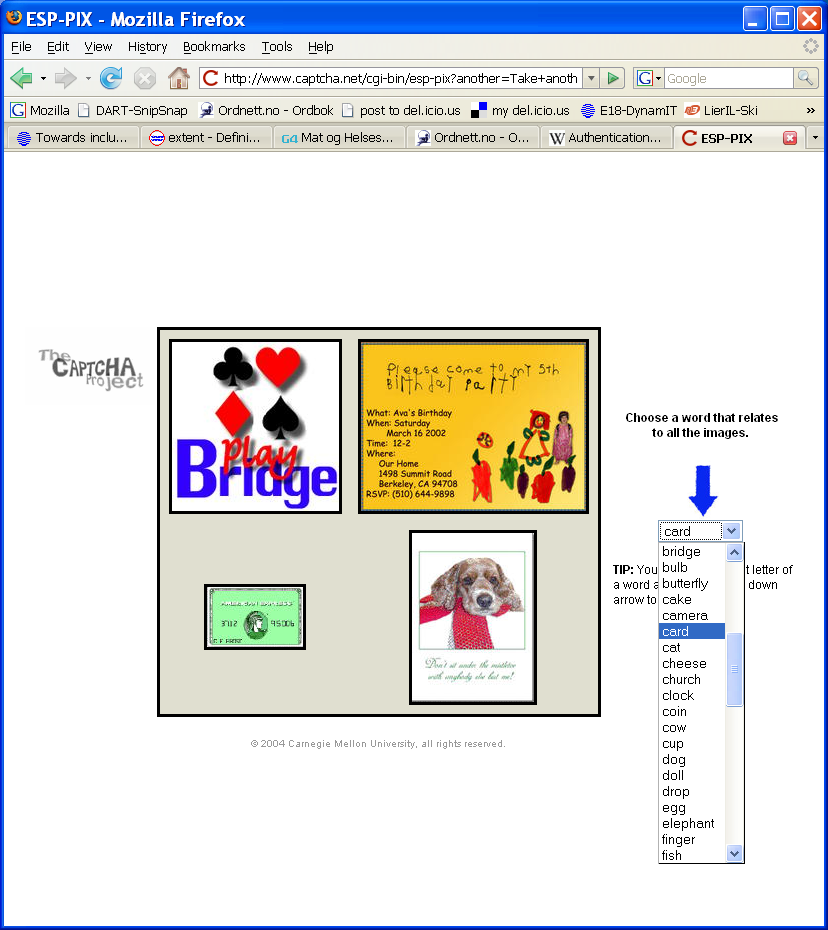 ESP-PIX - Mozilla Firefox
File Edit View History Bookmarks Tools Help
http://www.captcha.net/cgi-bin/esp-pix?another=Take+anoth
Google
Mozilla DART-SnipSnap Ordnett.no - Ordbok post to del.icio.us my del.icio.us E18-DynamIT LierIL-Ski »
Towards inclu... extent - Defini... Mat og Helses... Ordnett.no - O... Authentication... ESP-PIX
The
CAPTCHA
Project
Play
Bridge
Please come to my 5th
Birthday party
What: Ava's Birthday
When: Saturday
March 16 2002
Time: 12-2
Where:
Our Home
1498 Summit Road
Berkeley, CA 94708
RSVP: (510) 644-9898
AMERICAN EXPRESS
3712 95006
C F FROST
Don't sit under the mistletoe
with anybody else but me!
Choose a word that relates
to all the images.
card
TIP: You t letter of
a word a down
arrow to
bridge
bulb
butterfly
cake
camera
card
cat
cheese
church
clock
coin
cow
cup
dog
doll
drop
egg
elephant
finger
fish
© 2004 Carnegie Mellon University, all rights reserved.